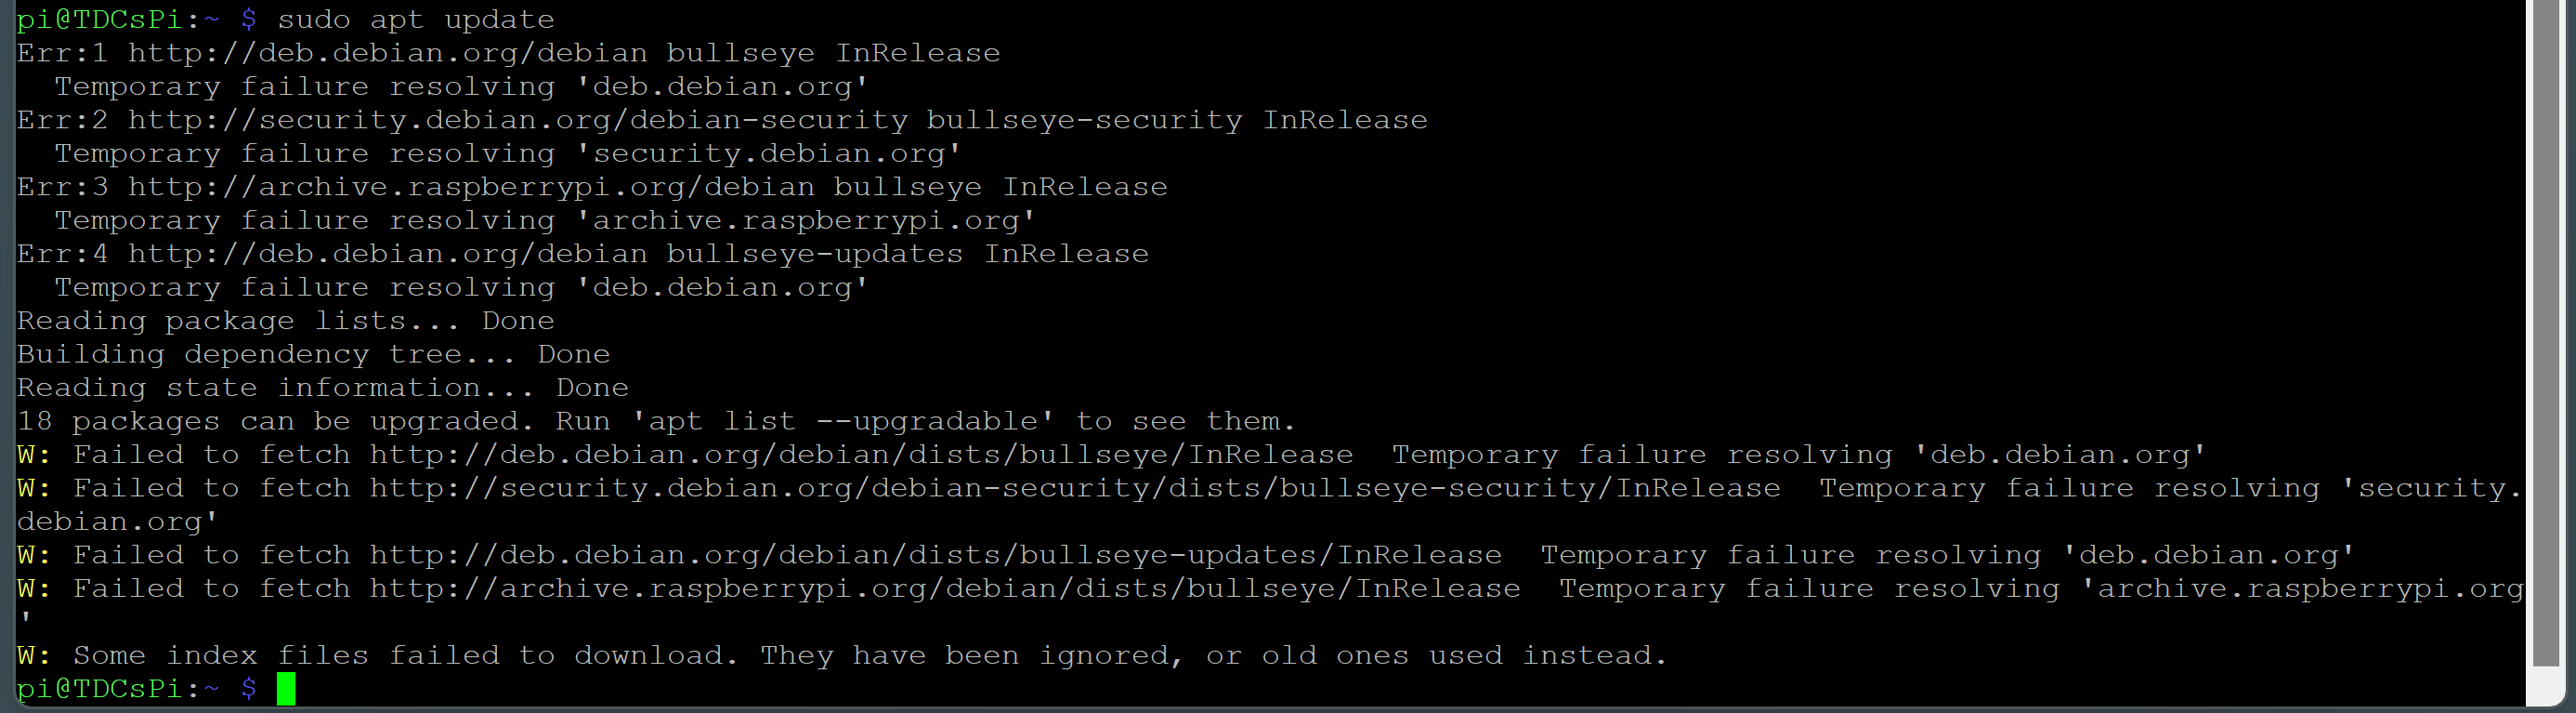 pi@TDCsPi:~ $ sudo apt update
Err:1 http://deb.debian.org/debian bullseye InRelease
  Temporary failure resolving 'deb.debian.org'
Err:2 http://security.debian.org/debian-security bullseye-security InRelease
  Temporary failure resolving 'security.debian.org'
Err:3 http://archive.raspberrypi.org/debian bullseye InRelease
  Temporary failure resolving 'archive.raspberrypi.org'
Err:4 http://deb.debian.org/debian bullseye-updates InRelease
  Temporary failure resolving 'deb.debian.org'
Reading package lists... Done
Building dependency tree... Done
Reading state information... Done
18 packages can be upgraded. Run 'apt list --upgradable' to see them.
W: Failed to fetch http://deb.debian.org/debian/dists/bullseye/InRelease  Temporary failure resolving 'deb.debian.org'
W: Failed to fetch http://security.debian.org/debian-security/dists/bullseye-security/InRelease  Temporary failure resolving 'security.
debian.org'
W: Failed to fetch http://deb.debian.org/debian/dists/bullseye-updates/InRelease  Temporary failure resolving 'deb.debian.org'
W: Failed to fetch http://archive.raspberrypi.org/debian/dists/bullseye/InRelease  Temporary failure resolving 'archive.raspberrypi.org
'
W: Some index files failed to download. They have been ignored, or old ones used instead.
pi@TDCsPi:~ $